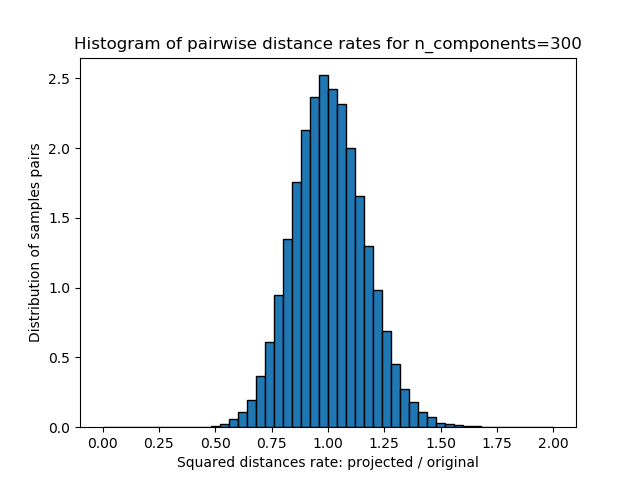 Histogram of pairwise distance rates for n_components=300
2.5
2.0
1.5
1.0
0.5
0.0
Distribution of samples pairs
0.00 0.25 0.50 0.75 1.00 1.25 1.50 1.75 2.00
Squared distances rate: projected / original